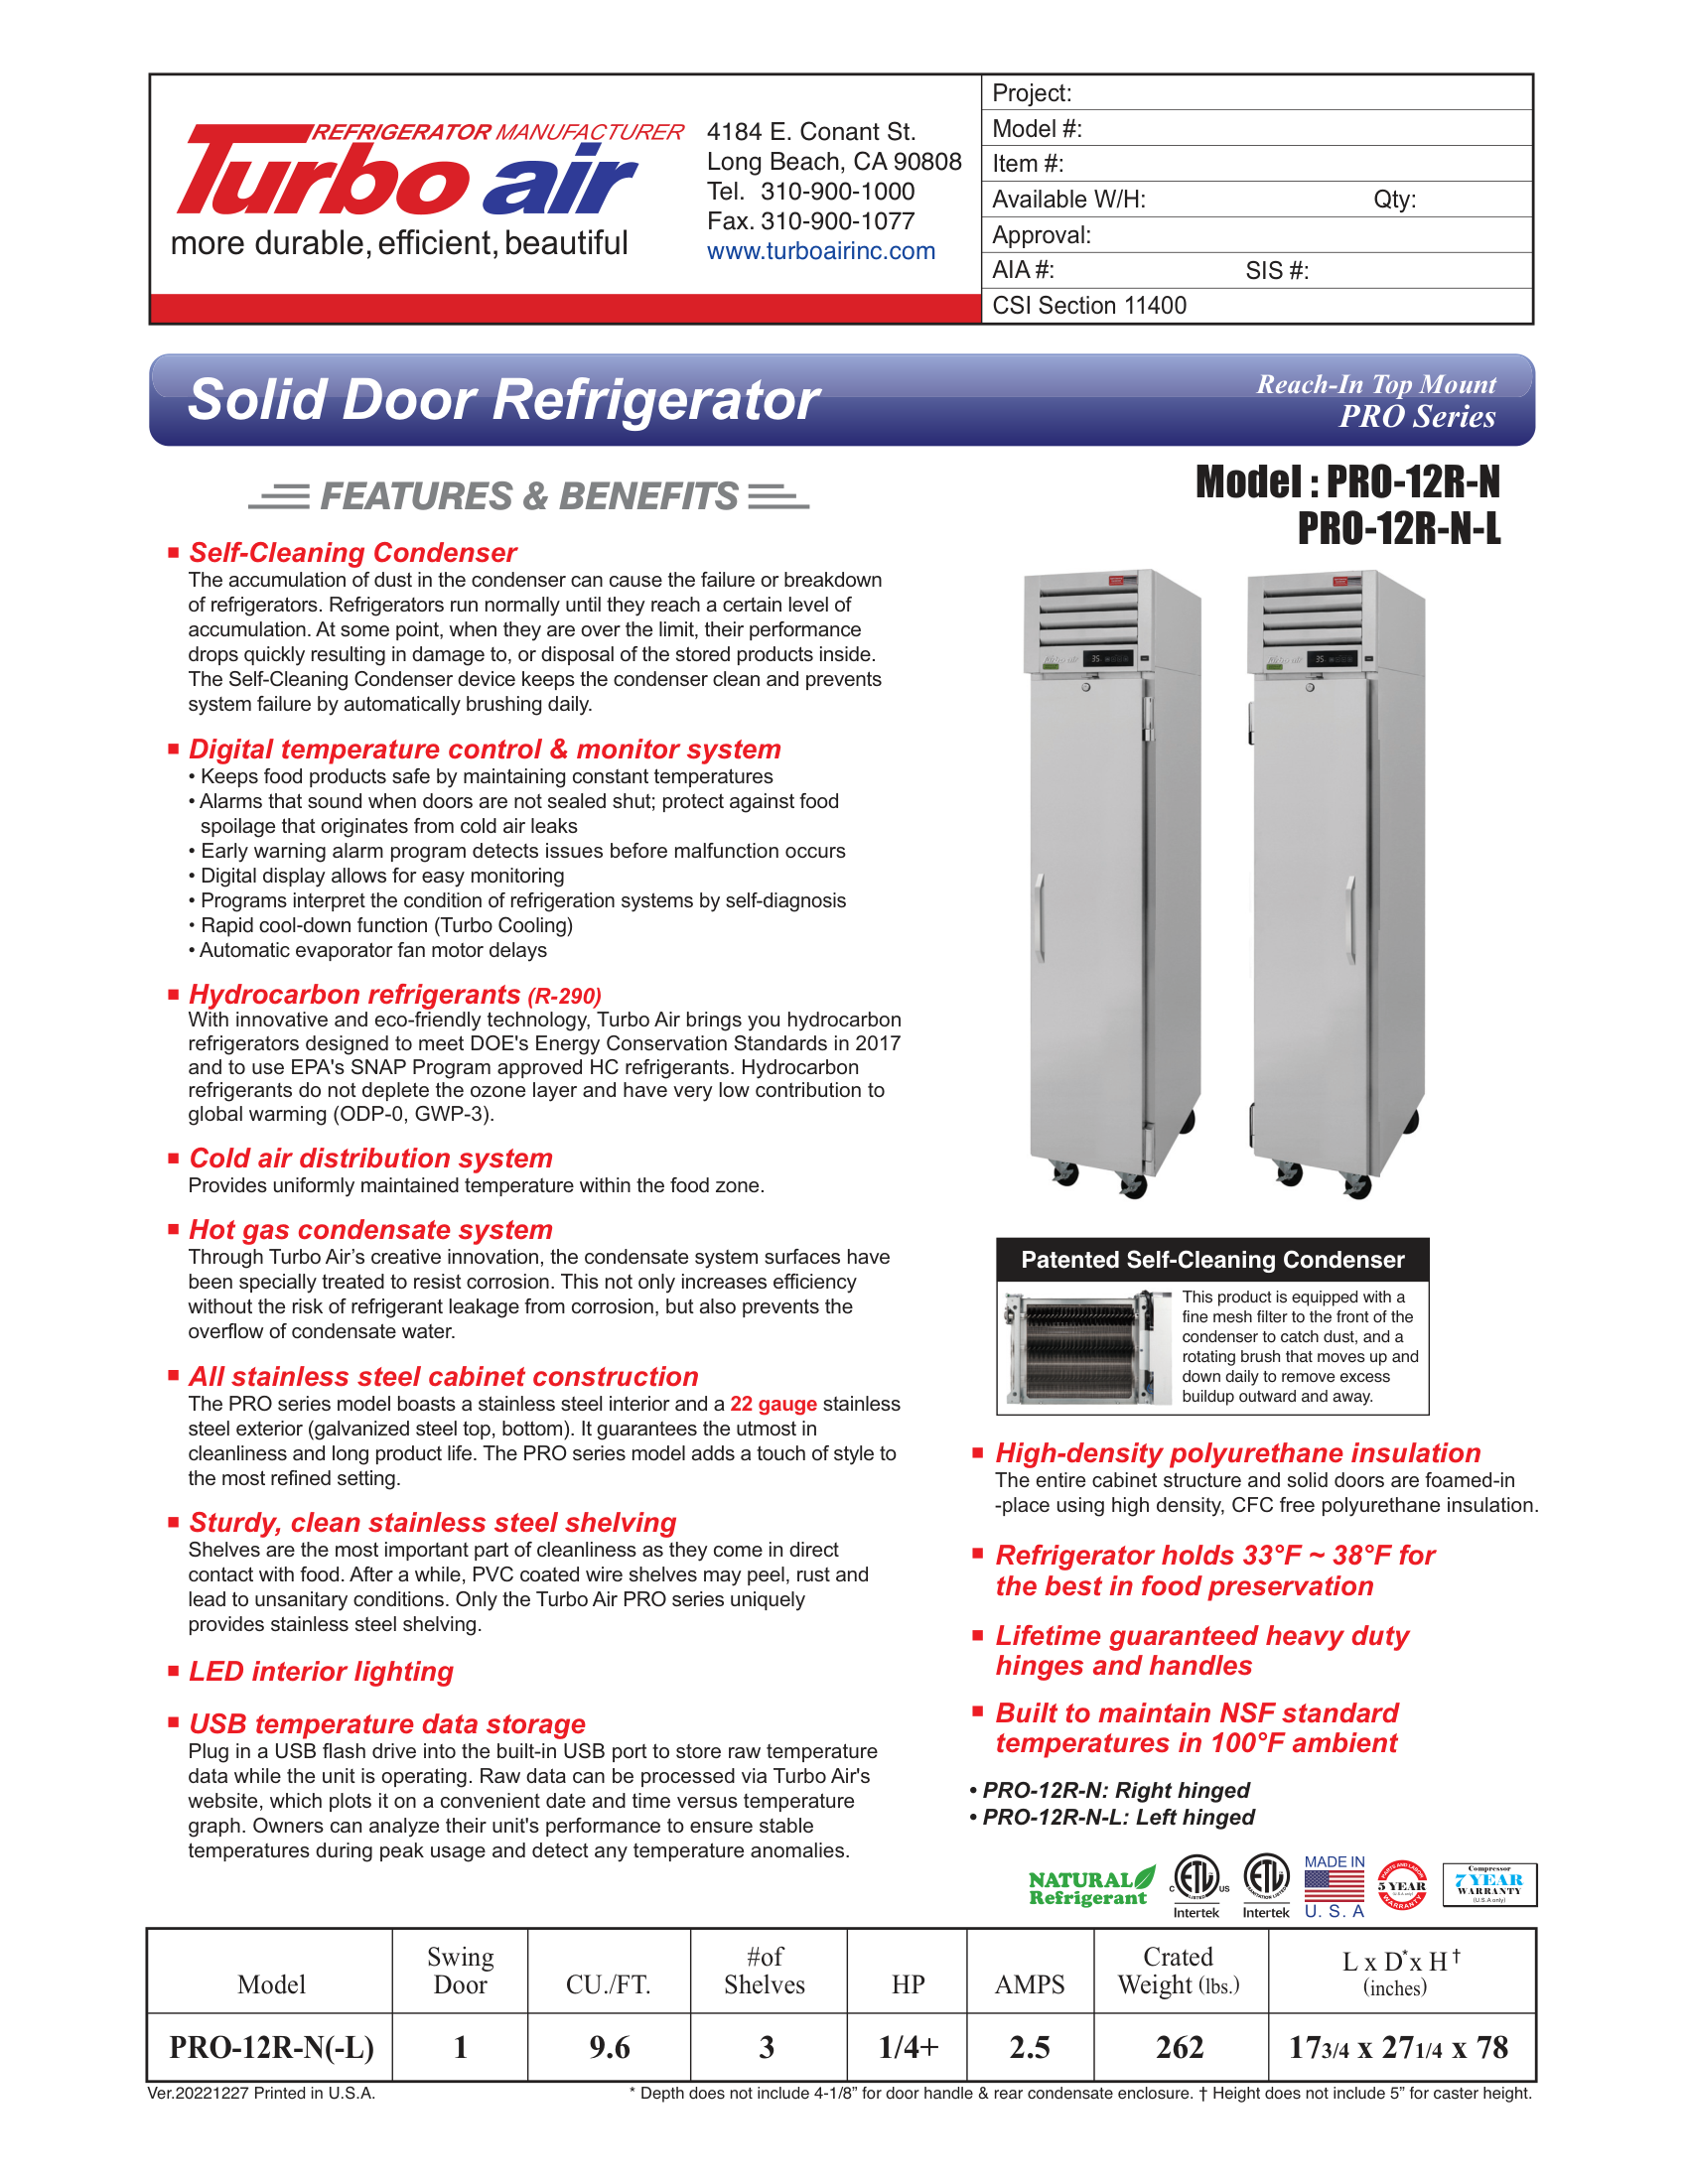 REFRIGERATOR MANUFACTURER
Turbo air
more durable, efficient, beautiful
4184 E. Conant St.
Long Beach, CA 90808
Tel. 310-900-1000
Fax. 310-900-1077
www.turboairinc.com
Project:
Model #:
Item #:
Available W/H: Qty:
Approval:
AIA #: SIS #:
CSI Section 11400
Solid Door Refrigerator
Reach-In Top Mount
PRO Series
FEATURES & BENEFITS
Model : PRO-12R-N
PRO-12R-N-L
Self-Cleaning Condenser
The accumulation of dust in the condenser can cause the failure or breakdown
of refrigerators. Refrigerators run normally until they reach a certain level of
accumulation. At some point, when they are over the limit, their performance
drops quickly resulting in damage to, or disposal of the stored products inside.
The Self-Cleaning Condenser device keeps the condenser clean and prevents
system failure by automatically brushing daily.
Digital temperature control & monitor system
• Keeps food products safe by maintaining constant temperatures
• Alarms that sound when doors are not sealed shut; protect against food
spoilage that originates from cold air leaks
• Early warning alarm program detects issues before malfunction occurs
• Digital display allows for easy monitoring
• Programs interpret the condition of refrigeration systems by self-diagnosis
• Rapid cool-down function (Turbo Cooling)
• Automatic evaporator fan motor delays
Hydrocarbon refrigerants (R-290)
With innovative and eco-friendly technology, Turbo Air brings you hydrocarbon
refrigerators designed to meet DOE's Energy Conservation Standards in 2017
and to use EPA's SNAP Program approved HC refrigerants. Hydrocarbon
refrigerants do not deplete the ozone layer and have very low contribution to
global warming (ODP-0, GWP-3).
Cold air distribution system
Provides uniformly maintained temperature within the food zone.
Hot gas condensate system
Through Turbo Air’s creative innovation, the condensate system surfaces have
been specially treated to resist corrosion. This not only increases efficiency
without the risk of refrigerant leakage from corrosion, but also prevents the
overflow of condensate water.
All stainless steel cabinet construction
The PRO series model boasts a stainless steel interior and a 22 gauge stainless
steel exterior (galvanized steel top, bottom). It guarantees the utmost in
cleanliness and long product life. The PRO series model adds a touch of style to
the most refined setting.
Sturdy, clean stainless steel shelving
Shelves are the most important part of cleanliness as they come in direct
contact with food. After a while, PVC coated wire shelves may peel, rust and
lead to unsanitary conditions. Only the Turbo Air PRO series uniquely
provides stainless steel shelving.
LED interior lighting
USB temperature data storage
Plug in a USB flash drive into the built-in USB port to store raw temperature
data while the unit is operating. Raw data can be processed via Turbo Air's
website, which plots it on a convenient date and time versus temperature
graph. Owners can analyze their unit's performance to ensure stable
temperatures during peak usage and detect any temperature anomalies.
Turbo air 35
Turbo air 35
Patented Self-Cleaning Condenser
This product is equipped with a
fine mesh filter to the front of the
condenser to catch dust, and a
rotating brush that moves up and
down daily to remove excess
buildup outward and away.
High-density polyurethane insulation
The entire cabinet structure and solid doors are foamed-in
-place using high density, CFC free polyurethane insulation.
Refrigerator holds 33°F ~ 38°F for
the best in food preservation
Lifetime guaranteed heavy duty
hinges and handles
Built to maintain NSF standard
temperatures in 100°F ambient
• PRO-12R-N: Right hinged
• PRO-12R-N-L: Left hinged
NATURAL
Refrigerant
C ETL US
LISTED
Intertek
ETL
SANITATION LISTED
Intertek
MADE IN
U. S. A
PARTS AND LABOR
5 YEAR
(U.S.A only)
WARRANTY
Compressor
7 YEAR
WARRANTY
(U.S.A only)
Model Swing Door CU./FT. #of Shelves HP AMPS Crated Weight (lbs.) L x D* x H† (inches)
PRO-12R-N(-L) 1 9.6 3 1/4+ 2.5 262 173/4 x 271/4 x 78
Ver.20221227 Printed in U.S.A.
* Depth does not include 4-1/8” for door handle & rear condensate enclosure. † Height does not include 5” for caster height.